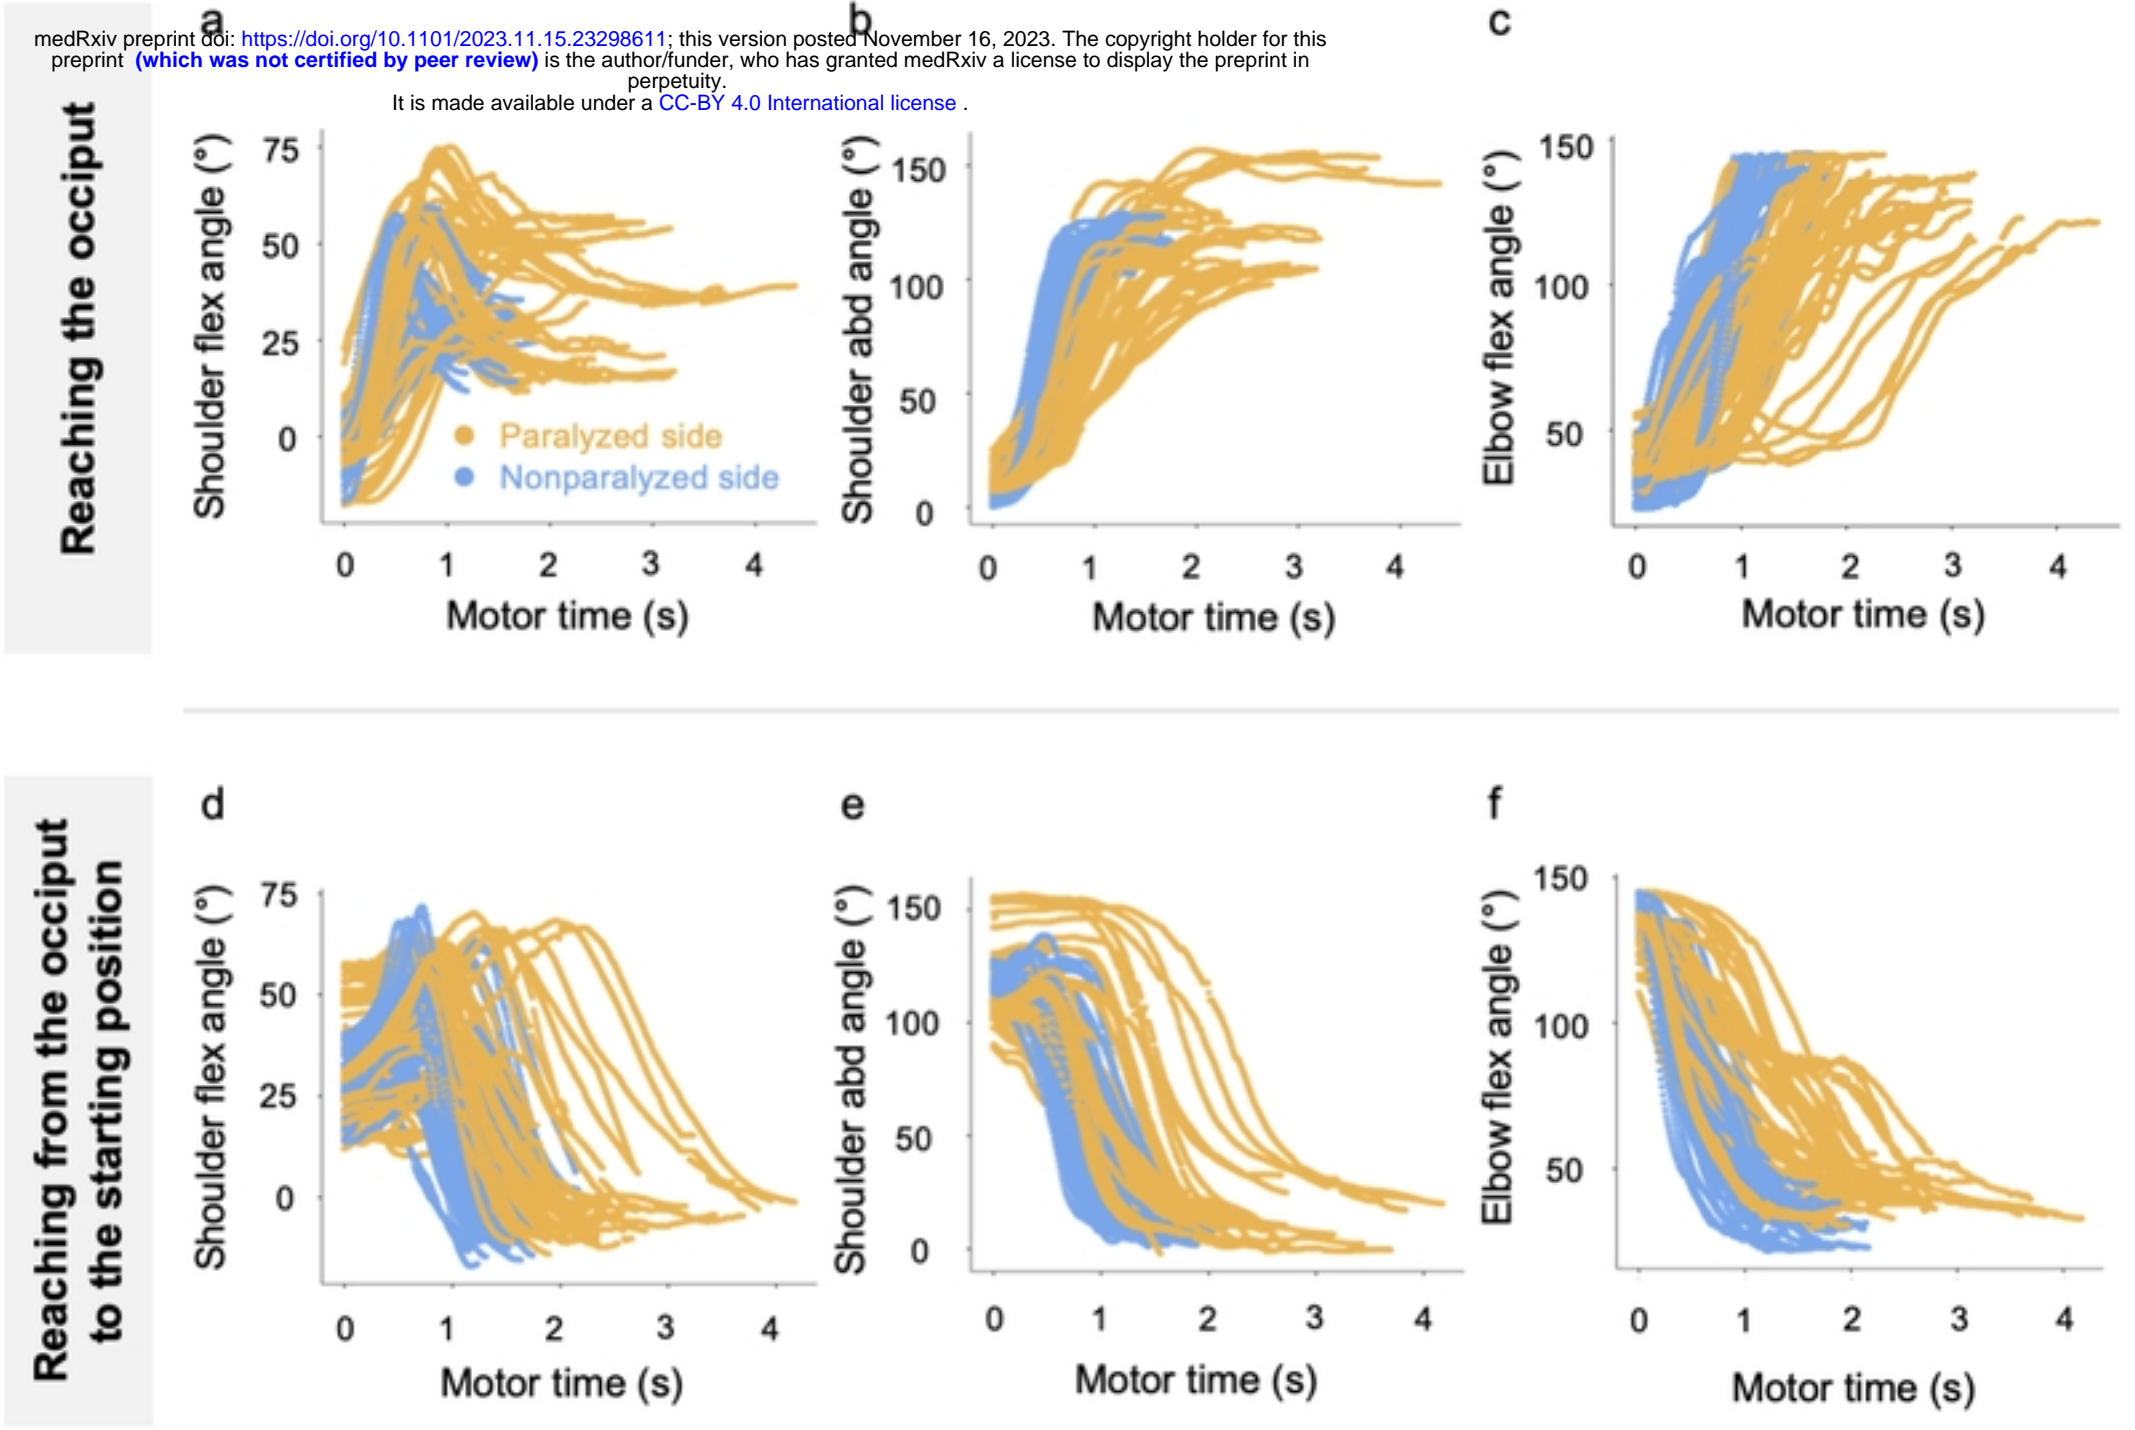 a
b
c
medRxiv preprint doi: https://doi.org/10.1101/2023.11.15.23298611; this version posted November 16, 2023. The copyright holder for this
preprint (which was not certified by peer review) is the author/funder, who has granted medRxiv a license to display the preprint in
perpetuity.
It is made available under a CC-BY 4.0 International license .
Reaching the occiput
Shoulder flex angle (°)
75
50
25
0
Paralyzed side
Nonparalyzed side
0 1 2 3 4
Motor time (s)
Shoulder abd angle (°)
150
100
50
0
0 1 2 3 4
Motor time (s)
Elbow flex angle (°)
150
100
50
0 1 2 3 4
Motor time (s)
Reaching from the occiput
to the starting position
d
Shoulder flex angle (°)
75
50
25
0
0 1 2 3 4
Motor time (s)
e
Shoulder abd angle (°)
150
100
50
0
0 1 2 3 4
Motor time (s)
f
Elbow flex angle (°)
150
100
50
0 1 2 3 4
Motor time (s)